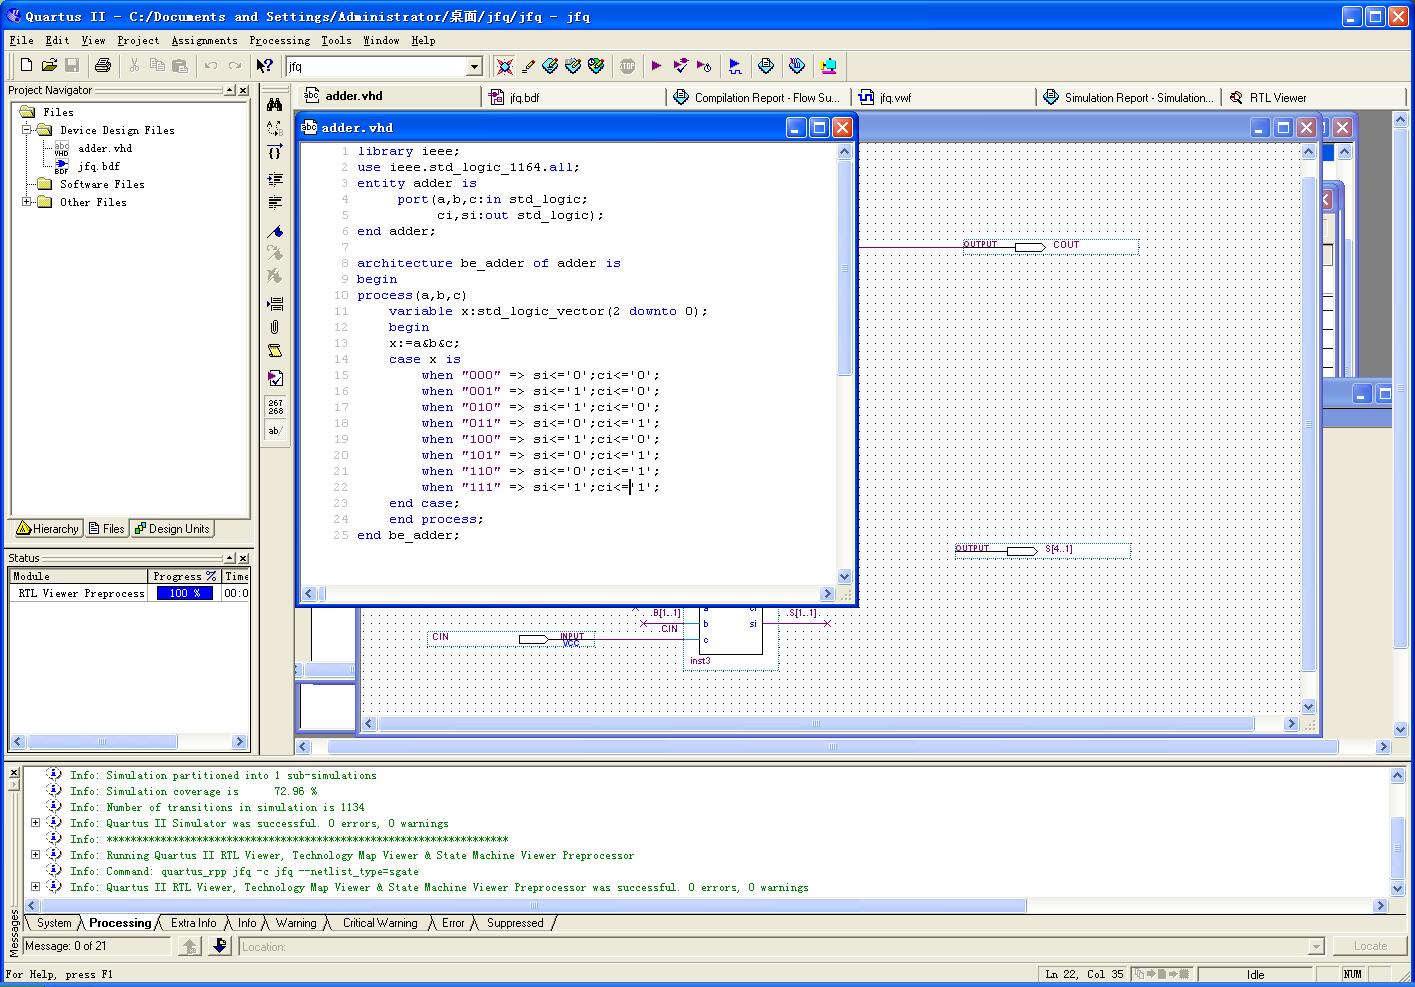 Quartus II - C:/Documents and Settings/Administrator/桌面/jfq/jfq - jfq
File Edit View Project Assignments Processing Tools Window Help
jfq
STOP
Project Navigator
Files
Device Design Files
abc VHD adder.vhd
BDF jfq.bdf
Software Files
Other Files
Hierarchy Files Design Units
Status
Module Progress % Time
RTL Viewer Preprocess 100 % 00:0
267
268
ab/
abc adder.vhd jfq.bdf Compilation Report - Flow Su... jfq.vwf Simulation Report - Simulation... RTL Viewer
abc adder.vhd
1 library ieee;
2 use ieee.std_logic_1164.all;
3 entity adder is
4 port(a,b,c:in std_logic;
5 ci,si:out std_logic);
6 end adder;
7
8 architecture be_adder of adder is
9 begin
10 process(a,b,c)
11 variable x:std_logic_vector(2 downto 0);
12 begin
13 x:=a&b&c;
14 case x is
15 when "000" => si<='0';ci<='0';
16 when "001" => si<='1';ci<='0';
17 when "010" => si<='1';ci<='0';
18 when "011" => si<='0';ci<='1';
19 when "100" => si<='1';ci<='0';
20 when "101" => si<='0';ci<='1';
21 when "110" => si<='0';ci<='1';
22 when "111" => si<='1';ci<='1';
23 end case;
24 end process;
25 end be_adder;
OUTPUT COUT
OUTPUT S[4..1]
B[1..1] b si S[1..1]
CIN
CIN INPUT
VCC
c
inst3
Info: Simulation partitioned into 1 sub-simulations
Info: Simulation coverage is 72.96 %
Info: Number of transitions in simulation is 1134
Info: Quartus II Simulator was successful. 0 errors, 0 warnings
Info: *******************************************************************
Info: Running Quartus II RTL Viewer, Technology Map Viewer & State Machine Viewer Preprocessor
Info: Command: quartus_rpp jfq -c jfq --netlist_type=sgate
Info: Quartus II RTL Viewer, Technology Map Viewer & State Machine Viewer Preprocessor was successful. 0 errors, 0 warnings
System Processing Extra Info Info Warning Critical Warning Error Suppressed
Messages
Message: 0 of 21 Location: Locate
For Help, press F1 Ln 22, Col 35 Idle NUM